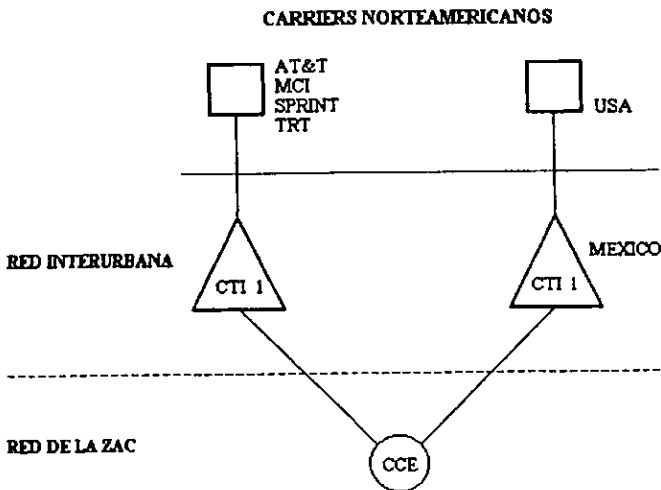 CARRIERS NORTEAMERICANOS
AT&T
MCI
SPRINT
TRT
USA
RED INTERURBANA
MEXICO
CTI 1
CTI 1
RED DE LA ZAC
CCE